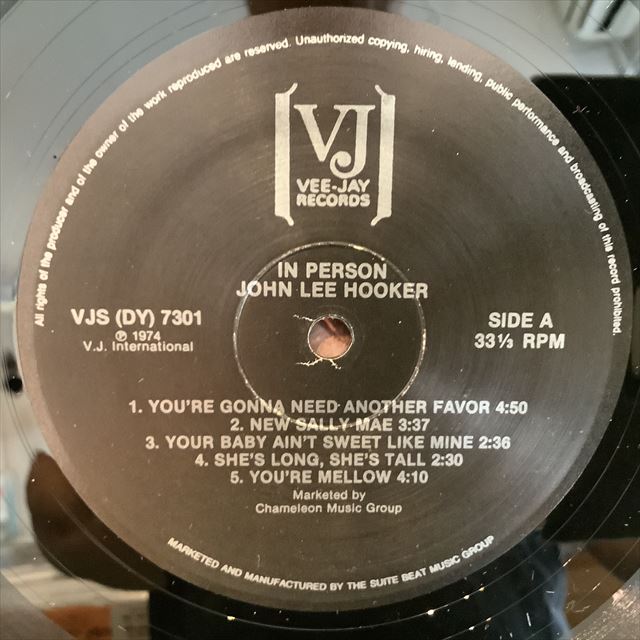 All rights of the producer and of the owner of the work reproduced are reserved. Unauthorized copying, hiring, lending, public performance and broadcasting of this record prohibited.
VJ
VEE-JAY
RECORDS
IN PERSON
JOHN LEE HOOKER
VJS (DY) 7301
℗ 1974
V.J. International
SIDE A
33⅓ RPM
1. YOU'RE GONNA NEED ANOTHER FAVOR 4:50
2. NEW SALLY MAE 3:37
3. YOUR BABY AIN'T SWEET LIKE MINE 2:36
4. SHE'S LONG, SHE'S TALL 2:30
5. YOU'RE MELLOW 4:10
Marketed by
Chameleon Music Group
MARKETED AND MANUFACTURED BY THE SUITE BEAT MUSIC GROUP